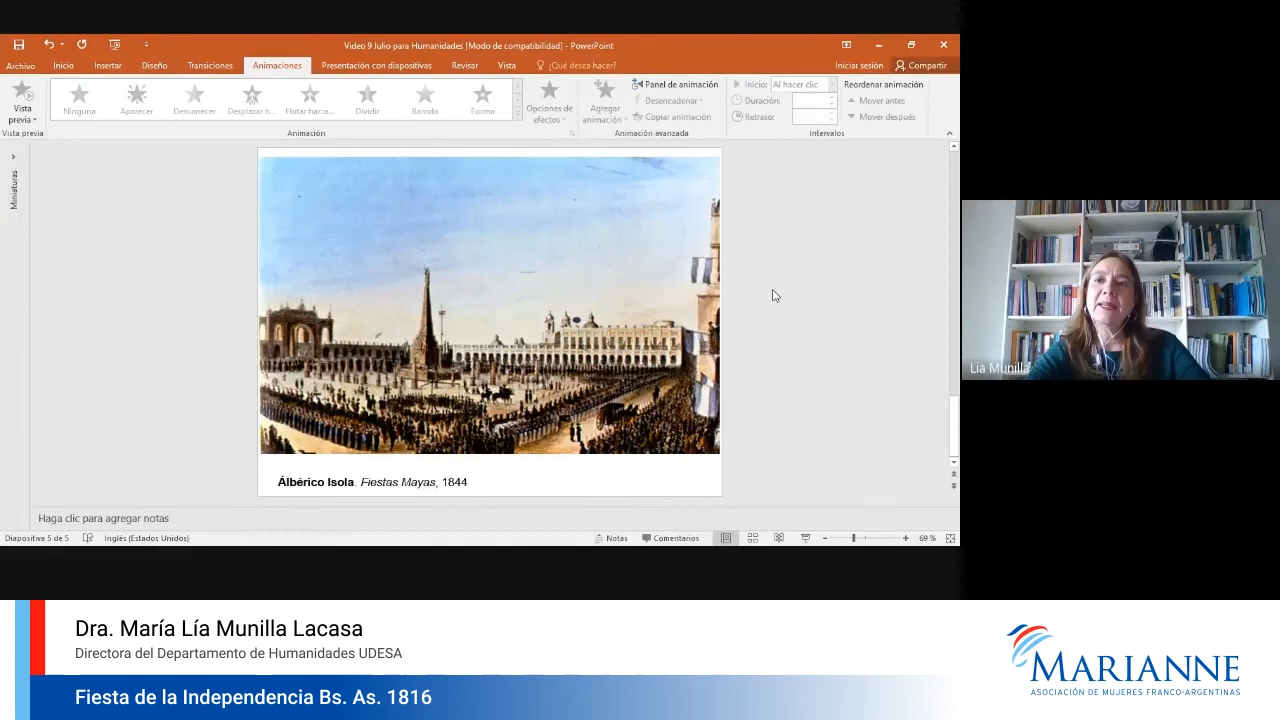 Video 9 Julio para Humanidades [Modo de compatibilidad] - PowerPoint
Archivo Inicio Insertar Diseño Transiciones Animaciones Presentación con diapositivas Revisar Vista ¿Qué desea hacer? Iniciar sesión Compartir
Vista previa
Ninguna Aparecer Desvanecer Desplazar h... Flotar hacia... Dividir Barrido Forma
Opciones de efectos
Agregar animación
Panel de animación
Desencadenar
Copiar animación
Inicio: Al hacer clic
Duración:
Retraso:
Reordenar animación
Mover antes
Mover después
Vista previa Animación Animación avanzada Intervalos
Miniaturas
Álbérico Isola. Fiestas Mayas, 1844
Haga clic para agregar notas
Diapositiva 5 de 5 Inglés (Estados Unidos) Notas Comentarios 69 %
Lia Munilla
Dra. María Lía Munilla Lacasa
Directora del Departamento de Humanidades UDESA
Fiesta de la Independencia Bs. As. 1816
MARIANNE
ASOCIACIÓN DE MUJERES FRANCO-ARGENTINAS